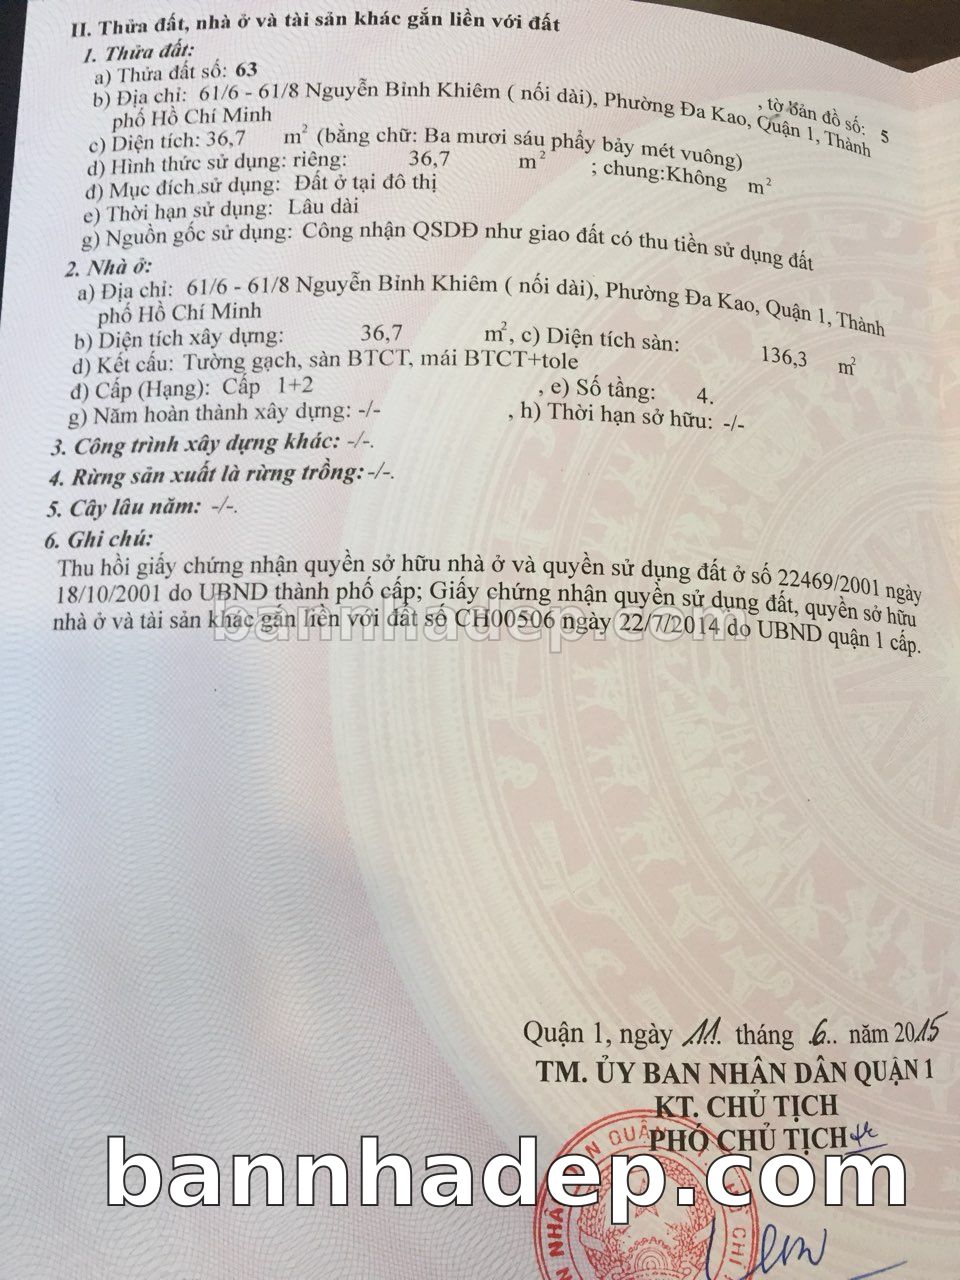 II. Thửa đất, nhà ở và tài sản khác gắn liền với đất
1. Thửa đất:
a) Thửa đất số: 63 , tờ bản đồ số: 5
b) Địa chỉ: 61/6 - 61/8 Nguyễn Bỉnh Khiêm ( nối dài), Phường Đa Kao, Quận 1, Thành
phố Hồ Chí Minh
c) Diện tích: 36,7 m² (bằng chữ: Ba mươi sáu phẩy bảy mét vuông)
d) Hình thức sử dụng: riêng: 36,7 m² ; chung:Không m²
đ) Mục đích sử dụng: Đất ở tại đô thị
e) Thời hạn sử dụng: Lâu dài
g) Nguồn gốc sử dụng: Công nhận QSDĐ như giao đất có thu tiền sử dụng đất
2. Nhà ở:
a) Địa chỉ: 61/6 - 61/8 Nguyễn Bỉnh Khiêm ( nối dài), Phường Đa Kao, Quận 1, Thành
phố Hồ Chí Minh
b) Diện tích xây dựng: 36,7 m², c) Diện tích sàn: 136,3 m²
d) Kết cấu: Tường gạch, sàn BTCT, mái BTCT+tole
đ) Cấp (Hạng): Cấp 1+2 , e) Số tầng: 4.
g) Năm hoàn thành xây dựng: -/- , h) Thời hạn sở hữu: -/-
3. Công trình xây dựng khác: -/-.
4. Rừng sản xuất là rừng trồng:-/-.
5. Cây lâu năm: -/-.
6. Ghi chú:
Thu hồi giấy chứng nhận quyền sở hữu nhà ở và quyền sử dụng đất ở số 22469/2001 ngày
18/10/2001 do UBND thành phố cấp; Giấy chứng nhận quyền sử dụng đất, quyền sở hữu
nhà ở và tài sản khác gắn liền với đất số CH00506 ngày 22/7/2014 do UBND quận 1 cấp.
bannhadep.com
Quận 1, ngày 11 tháng 6 năm 2015
TM. ỦY BAN NHÂN DÂN QUẬN 1
KT. CHỦ TỊCH
PHÓ CHỦ TỊCH
bannhadep.com